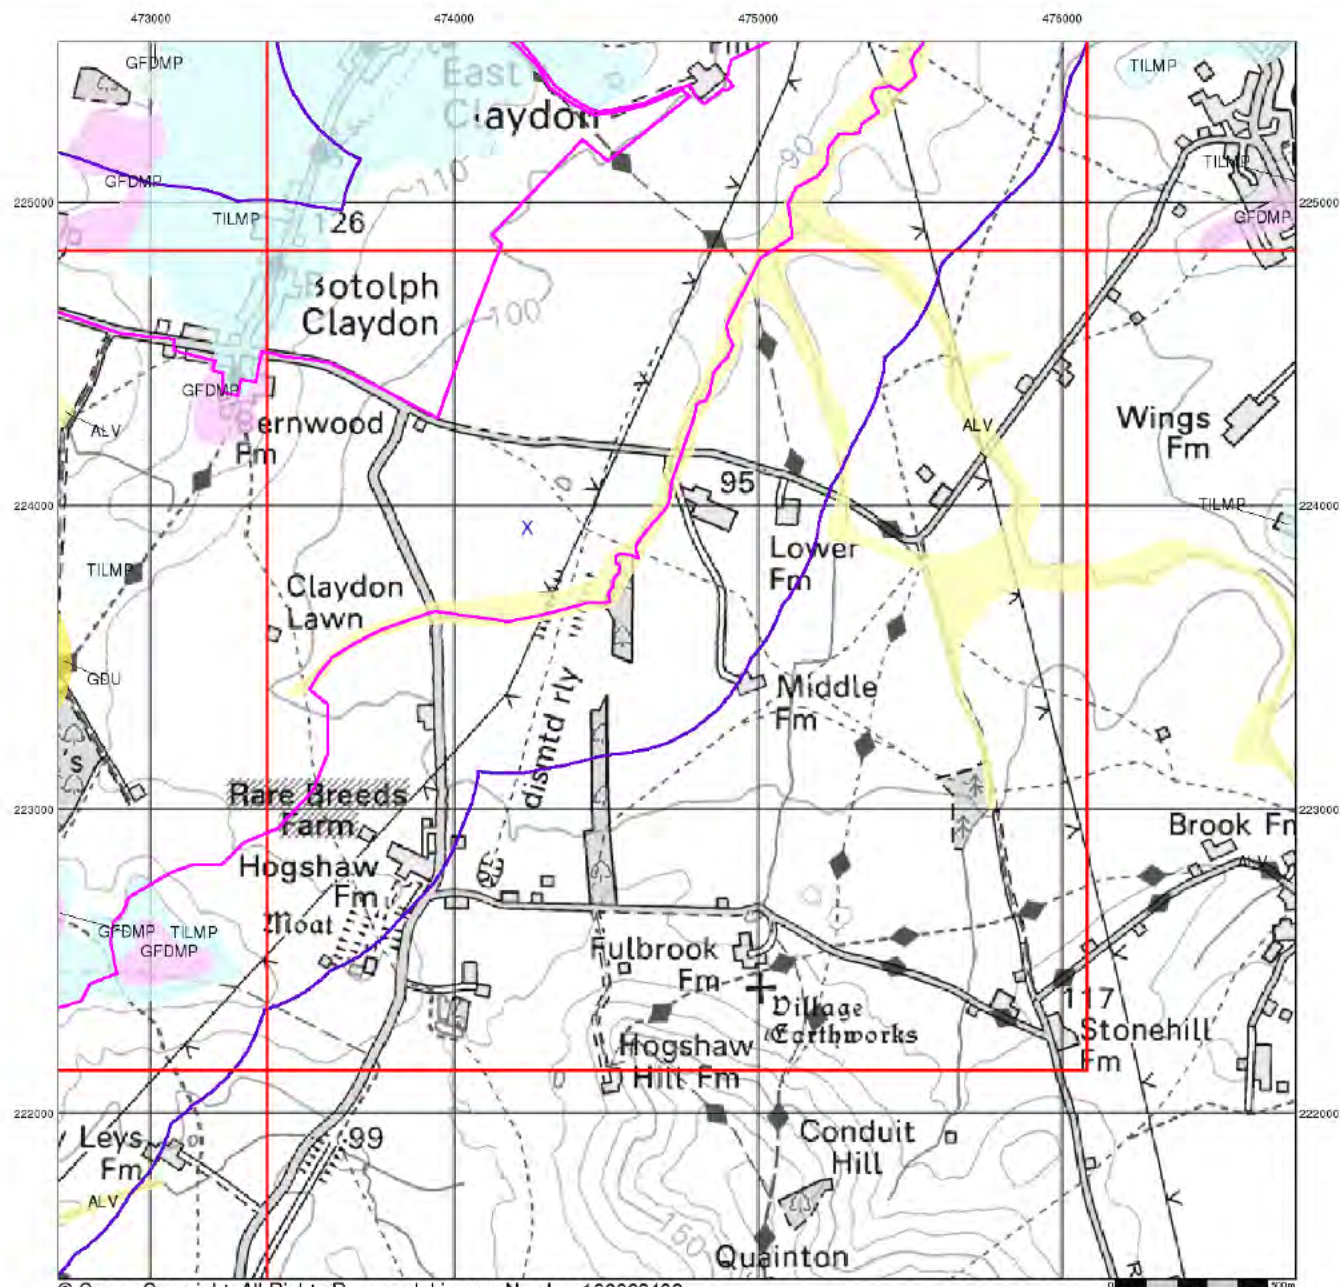 473000
474000
475000
476000
GFDMP
East
Claydon
TILMP
TILMP
GFDMP
110
90
225000
TILMP
126
GFDMP
225000
Botolph
Claydon
100
GFDMP
Wings
Fm
ALV
ernwood
Fm
ALV
95
TILMP
224000
X
224000
Lower
Fm
TILMP
Claydon
Lawn
GDU
Middle
Fm
dismtd rly
S
Rare Breeds
Farm
223000
223000
Brook Fm
Hogshaw
Fm
ALV
Moat
GFDMP
TILMP
GFDMP
Fulbrook
Fm
117
Village
Earthworks
Stonehill
Fm
Hogshaw
Hill Fm
222000
222000
Leys
Fm
99
Conduit
Hill
ALV
150
Quainton